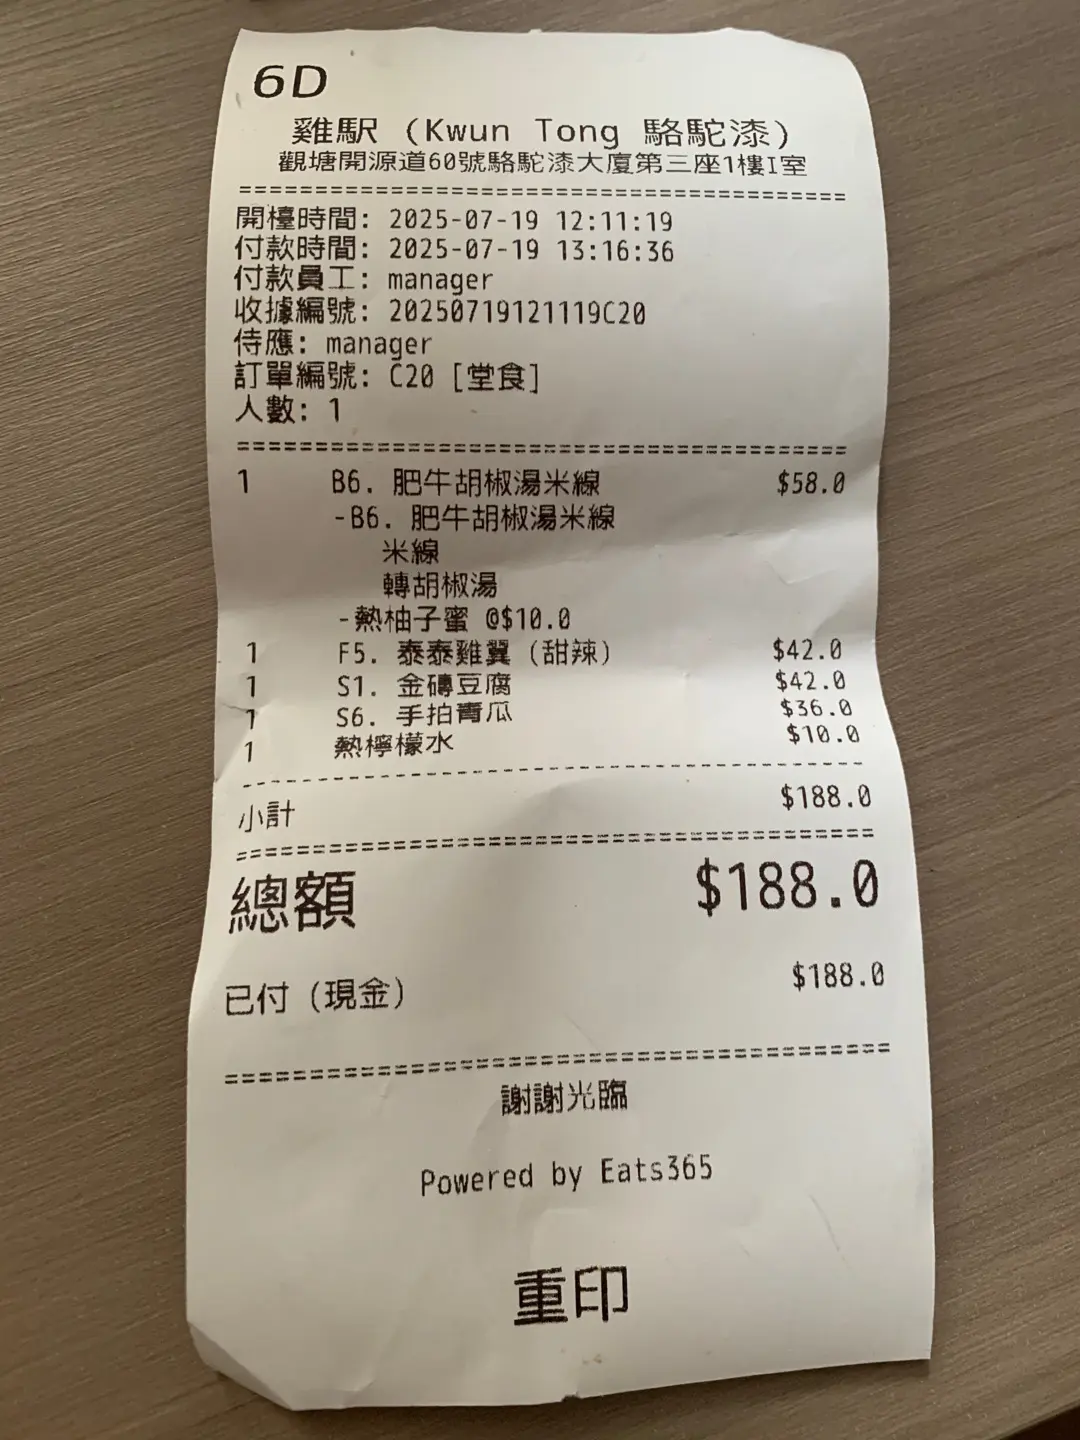 6D
雞駅 (Kwun Tong 駱駝漆)
觀塘開源道60號駱駝漆大廈第三座1樓I室
=======================================
開檯時間: 2025-07-19 12:11:19
付款時間: 2025-07-19 13:16:36
付款員工: manager
收據編號: 20250719121119C20
侍應: manager
訂單編號: C20 [堂食]
人數: 1
=======================================
1 B6. 肥牛胡椒湯米線 $58.0
-B6. 肥牛胡椒湯米線
米線
轉胡椒湯
-熱柚子蜜 @$10.0
1 F5. 泰泰雞翼 (甜辣) $42.0
1 S1. 金磚豆腐 $42.0
1 S6. 手拍青瓜 $36.0
1 熱檸檬水 $10.0
---------------------------------------
小計 $188.0
=======================================
總額 $188.0
已付 (現金) $188.0
=======================================
謝謝光臨
Powered by Eats365
重印